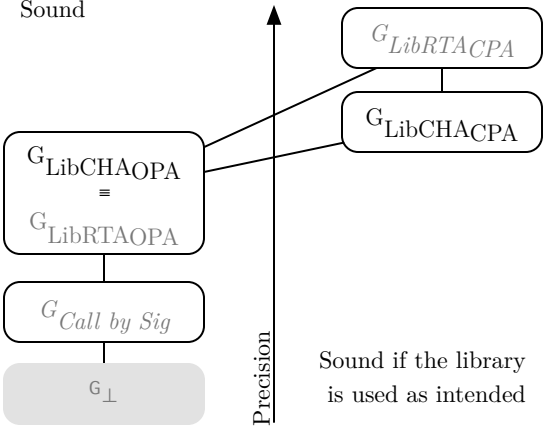 Sound
G_LibRTA_CPA
G_LibCHA_CPA
G_LibCHA_OPA
≡
G_LibRTA_OPA
G_Call by Sig
G_⊥
Precision
Sound if the library
is used as intended